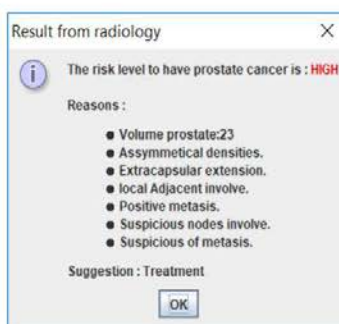 Result from radiology
The risk level to have prostate cancer is : HIGH
Reasons :
Volume prostate:23
Assymmetical densities.
Extracapsular extension.
local Adjacent involve.
Positive metasis.
Suspicious nodes involve.
Suspicious of metasis.
Suggestion : Treatment
OK